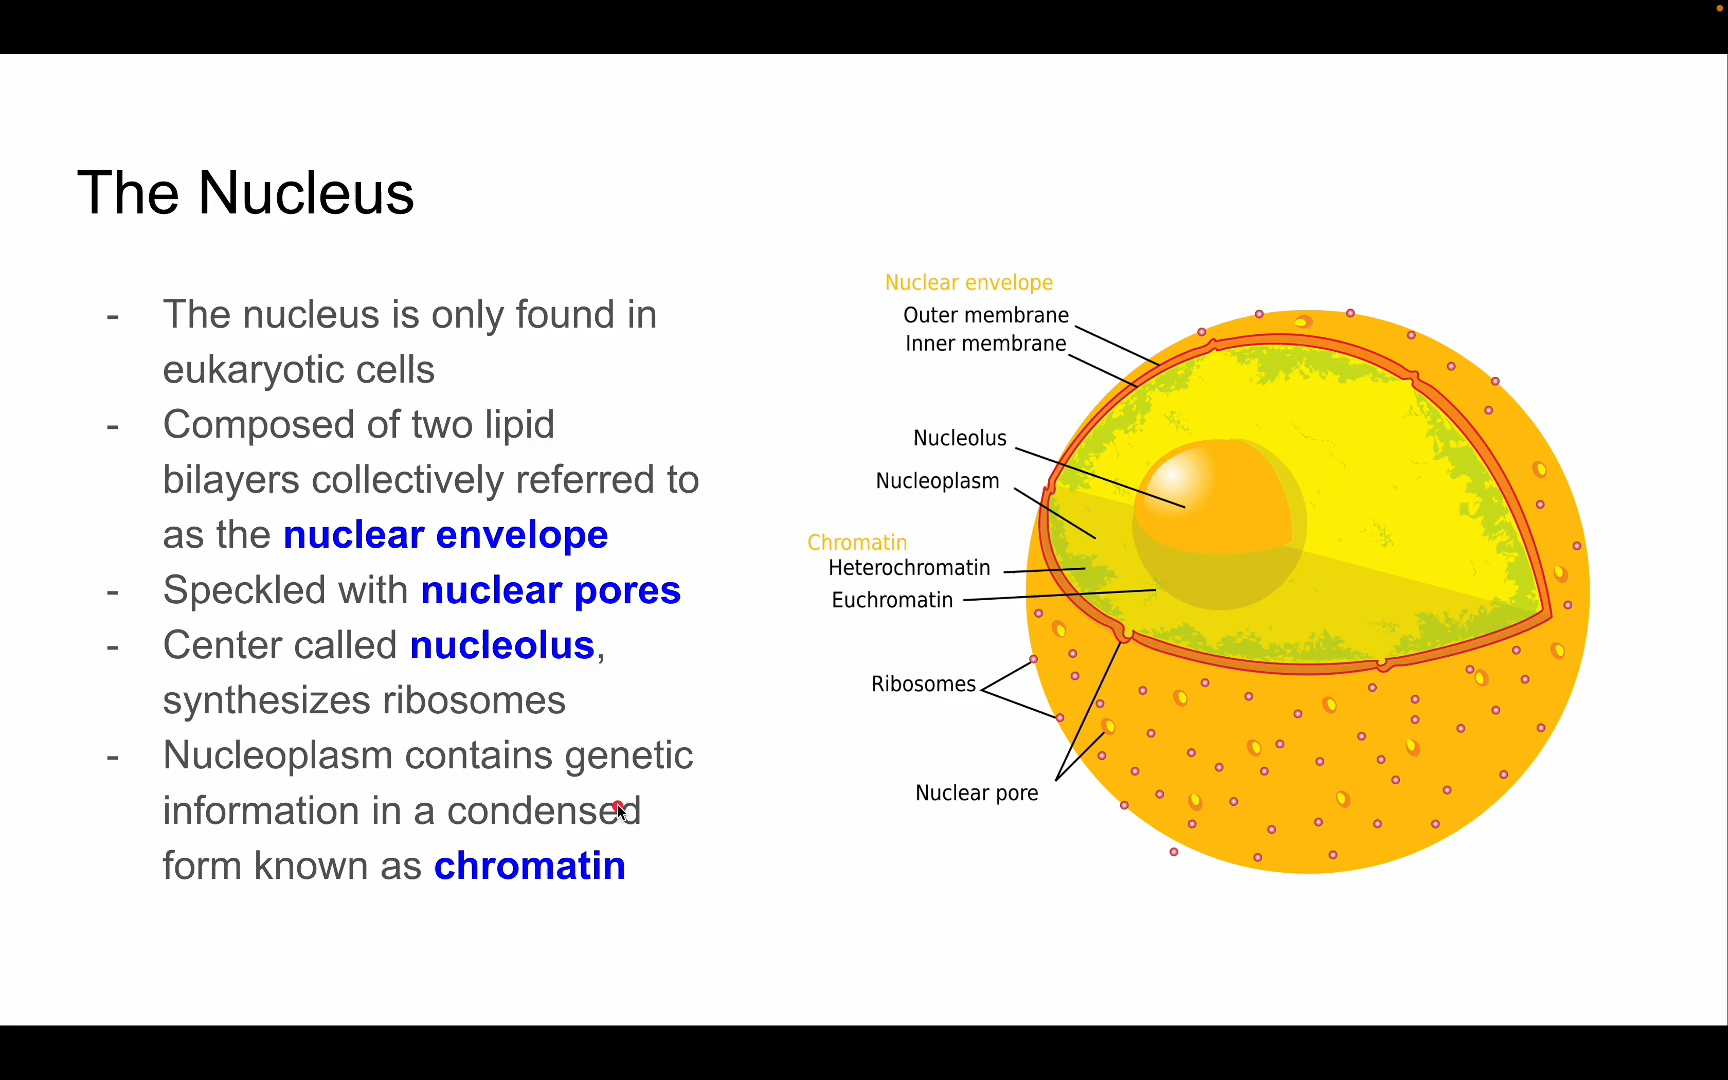 The Nucleus
- The nucleus is only found in
eukaryotic cells
- Composed of two lipid
bilayers collectively referred to
as the nuclear envelope
- Speckled with nuclear pores
- Center called nucleolus,
synthesizes ribosomes
- Nucleoplasm contains genetic
information in a condensed
form known as chromatin
Nuclear envelope
Outer membrane
Inner membrane
Nucleolus
Nucleoplasm
Chromatin
Heterochromatin
Euchromatin
Ribosomes
Nuclear pore